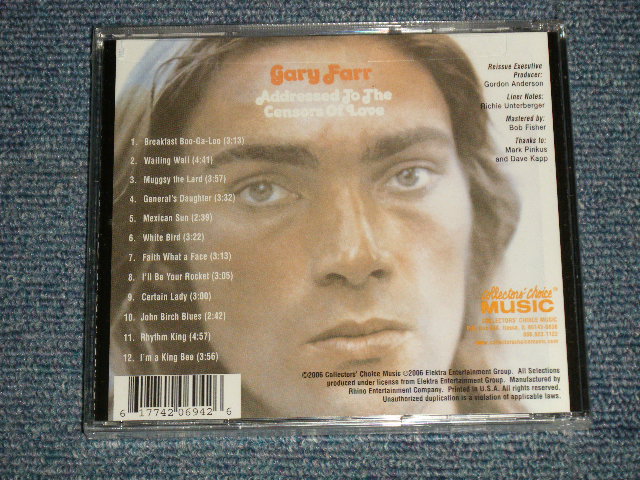 Gary Farr
Addressed To The
Censors Of Love
1. Breakfast Boo-Ga-Loo (3:13)
2. Wailing Wall (4:41)
3. Muggsy the Lard (3:57)
4. General's Daughter (3:32)
5. Mexican Sun (2:39)
6. White Bird (3:22)
7. Faith What a Face (3:13)
8. I'll Be Your Rocket (3:05)
9. Certain Lady (3:00)
10. John Birch Blues (2:42)
11. Rhythm King (4:57)
12. I'm a King Bee (3:56)
Reissue Executive
Producer:
Gordon Anderson
Liner Notes:
Richie Unterberger
Mastered by:
Bob Fisher
Thanks to:
Mark Pinkus
and Dave Kapp
Collectors' Choice®
MUSIC
COLLECTORS' CHOICE MUSIC
www.collectorschoicemusic.com
©2006 Collectors' Choice Music ℗2006 Elektra Entertainment Group. All Selections
produced under license from Elektra Entertainment Group. Manufactured by
Rhino Entertainment Company. Printed in U.S.A. All rights reserved.
Unauthorized duplication is a violation of applicable laws.
6 17742 06942 6